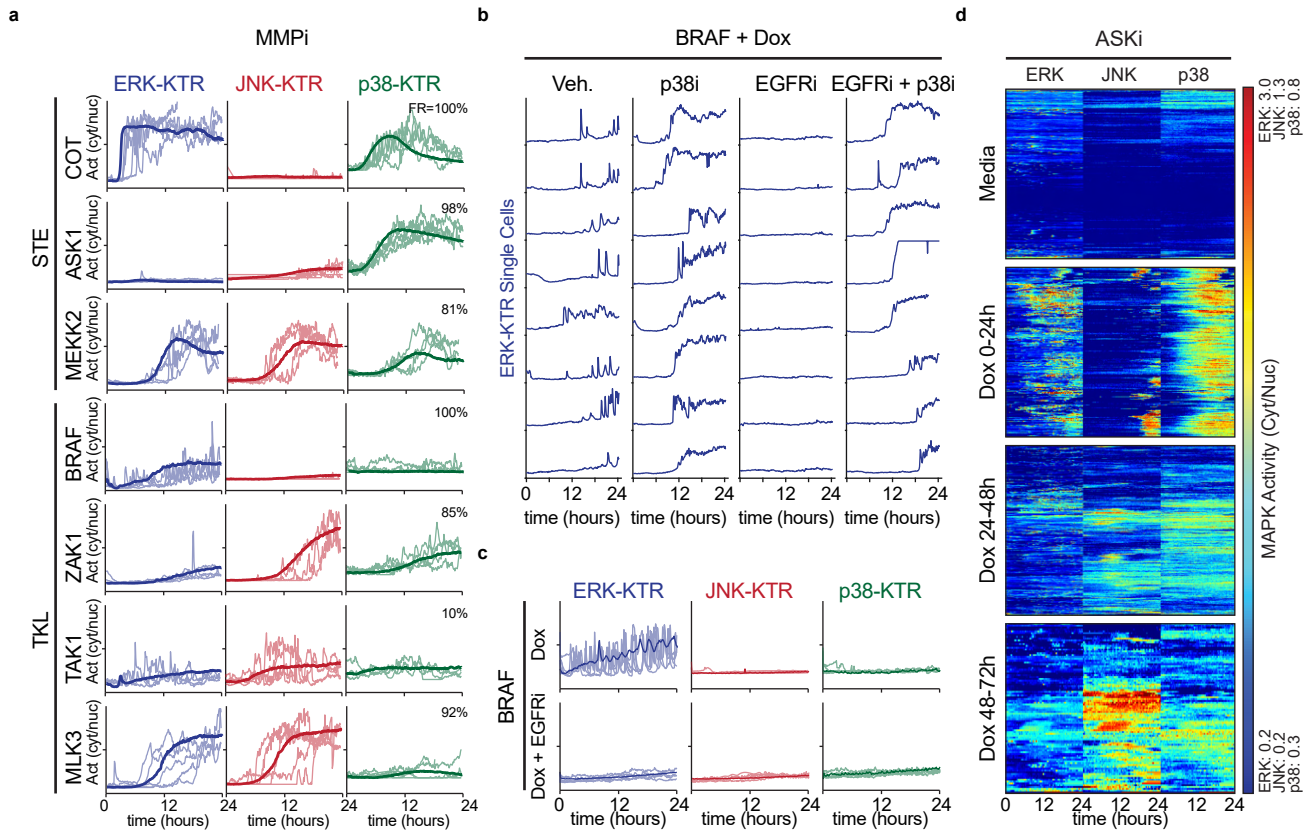 a
MMPi
ERK-KTR
JNK-KTR
p38-KTR
STE
COT
Act (cyt/nuc)
FR=100%
ASK1
Act (cyt/nuc)
98%
MEKK2
Act (cyt/nuc)
81%
TKL
BRAF
Act (cyt/nuc)
100%
ZAK1
Act (cyt/nuc)
85%
TAK1
Act (cyt/nuc)
10%
MLK3
Act (cyt/nuc)
92%
0 12 24 12 24 12 24
time (hours) time (hours) time (hours)
b
BRAF + Dox
Veh.
p38i
EGFRi
EGFRi + p38i
ERK-KTR Single Cells
0 12 24 12 24 12 24 12 24
time (hours) time (hours) time (hours) time (hours)
c
ERK-KTR
JNK-KTR
p38-KTR
BRAF
Dox
Dox + EGFRi
0 12 24 12 24 12 24
time (hours) time (hours) time (hours)
d
ASKi
ERK JNK p38
Media
Dox 0-24h
Dox 24-48h
Dox 48-72h
0 12 24 12 24 12 24
time (hours)
ERK: 3.0
JNK: 1.3
p38: 0.8
MAPK Activity (Cyt/Nuc)
ERK: 0.2
JNK: 0.2
p38: 0.3